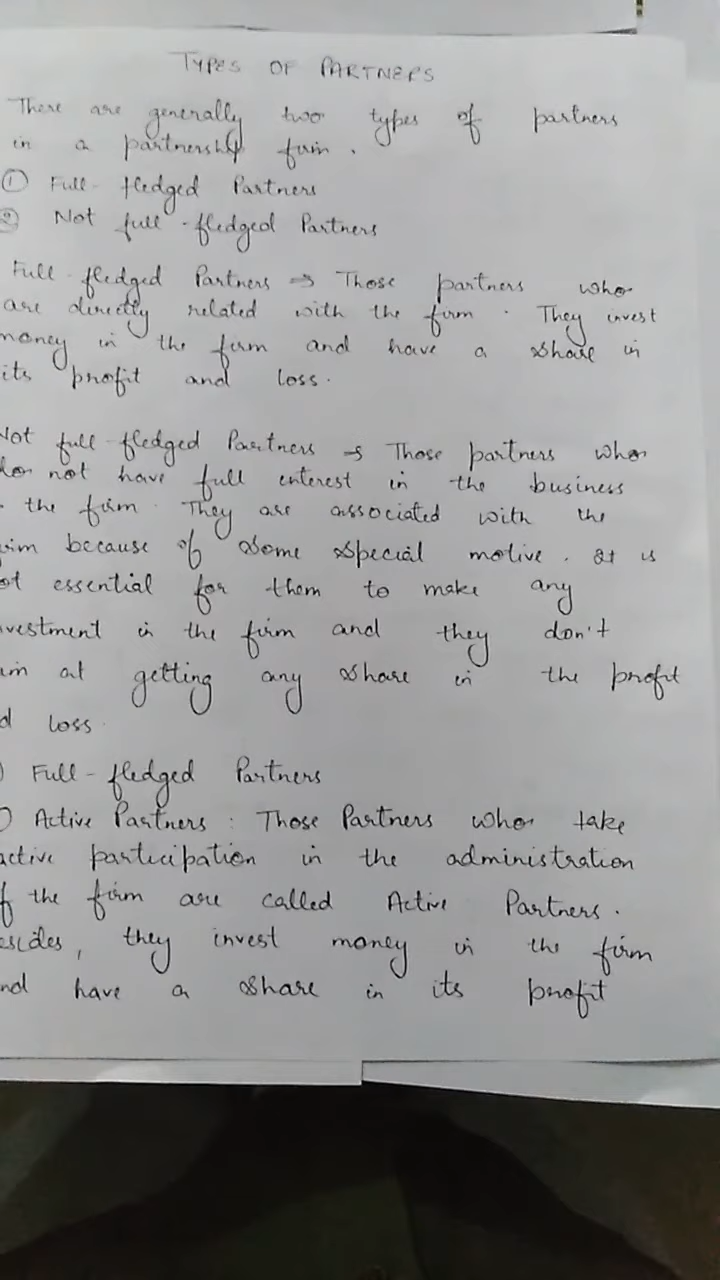 TYPES OF PARTNERS
There are generally two types of partners
in a partnership firm.
① Full-fledged Partners
② Not full-fledged Partners
Full-fledged Partners ⇒ Those partners who
are directly related with the firm. They invest
money in the firm and have a share in
its profit and loss.
Not full-fledged Partners → Those partners who
do not have full interest in the business
the firm. They are associated with the
because of some special motive. It is
essential for them to make any
vestment in the firm and they don't
at getting any share in the profit
loss
) Full-fledged Partners
Active Partners : Those Partners who take
active participation in the administration
the firm are called Active Partners.
esides, they invest money in the firm
nd have a share in its profit